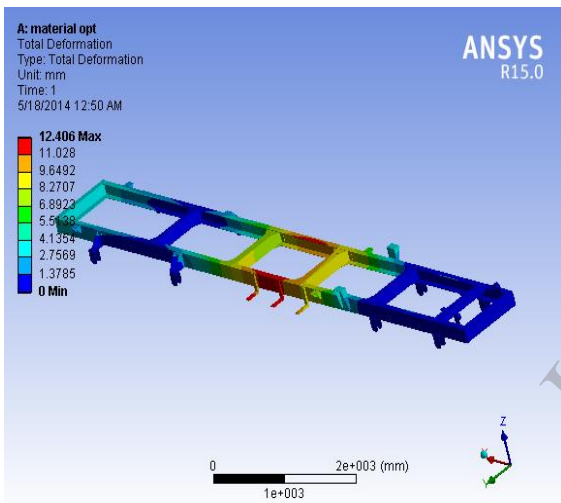 A: material opt
Total Deformation
Type: Total Deformation
Unit: mm
Time: 1
5/18/2014 12:50 AM
ANSYS
R15.0
12.406 Max
11.028
9.6492
8.2707
6.8923
5.5138
4.1354
2.7569
1.3785
0 Min
Z
X
Y
0 2e+003 (mm)
1e+003